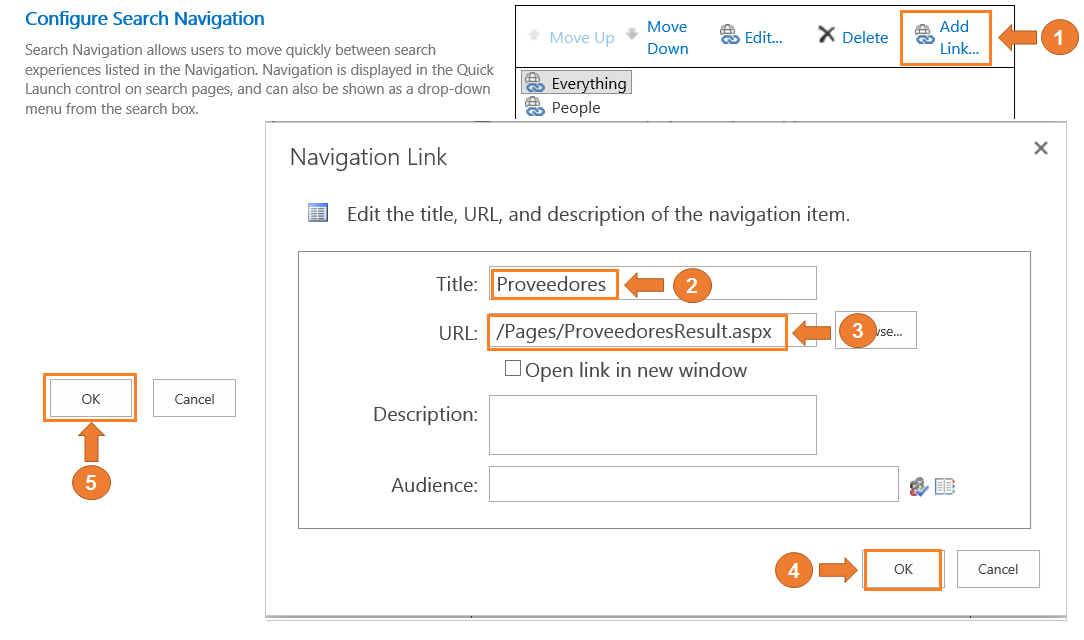 Configure Search Navigation
Search Navigation allows users to move quickly between search
experiences listed in the Navigation. Navigation is displayed in the Quick
Launch control on search pages, and can also be shown as a drop-down
menu from the search box.
Move Up
Move
Down
Edit...
Delete
Add
Link...
1
Everything
People
Navigation Link
Edit the title, URL, and description of the navigation item.
Title:
Proveedores
2
URL:
/Pages/ProveedoresResult.aspx
3
Open link in new window
Description:
Audience:
OK
Cancel
5
4
OK
Cancel